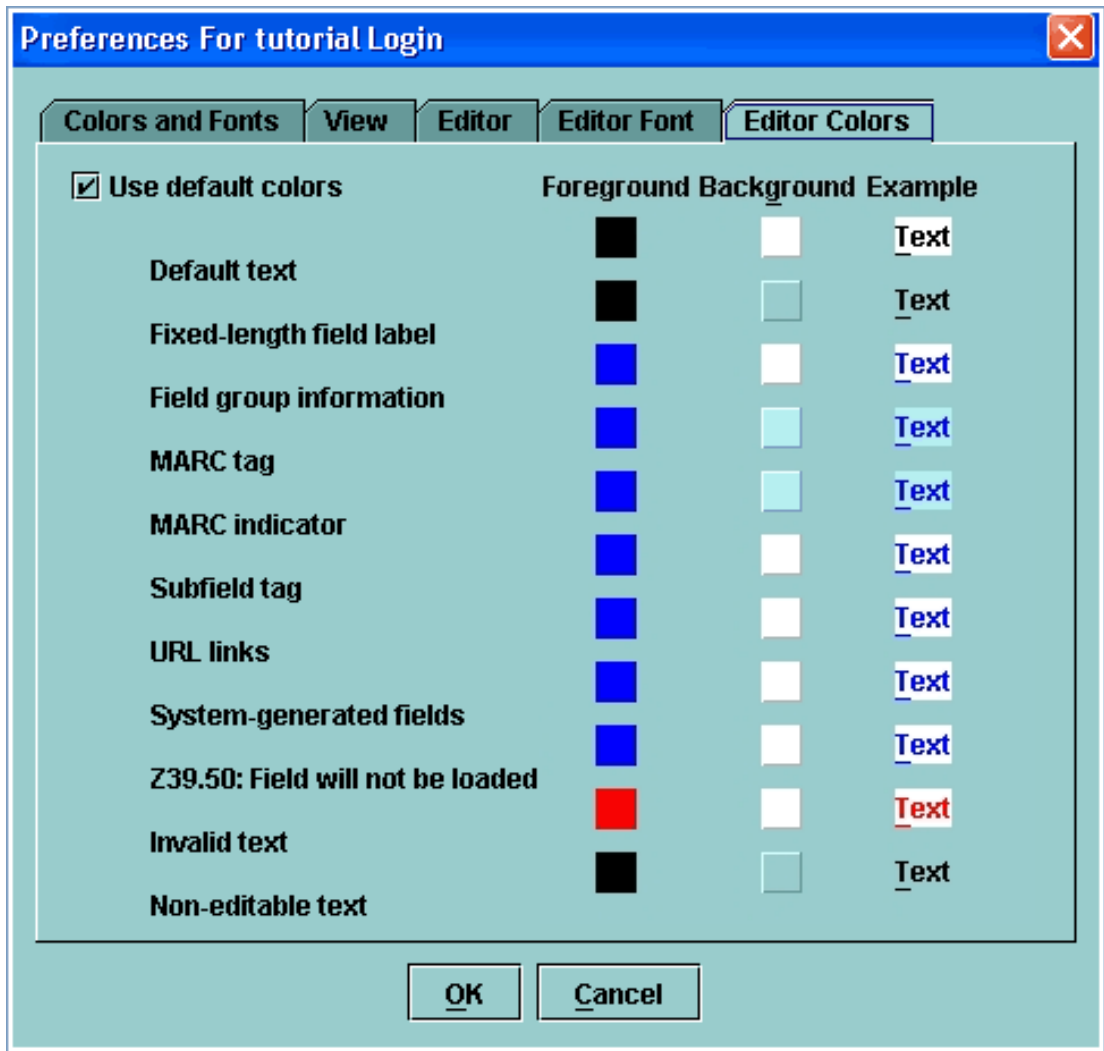 Preferences For tutorial Login
Colors and Fonts View Editor Editor Font Editor Colors
Use default colors Foreground Background Example
Text
Default text
Text
Fixed-length field label
Text
Field group information
Text
MARC tag
Text
MARC indicator
Text
Subfield tag
Text
URL links
Text
System-generated fields
Text
Z39.50: Field will not be loaded
Text
Invalid text
Text
Non-editable text
OK Cancel